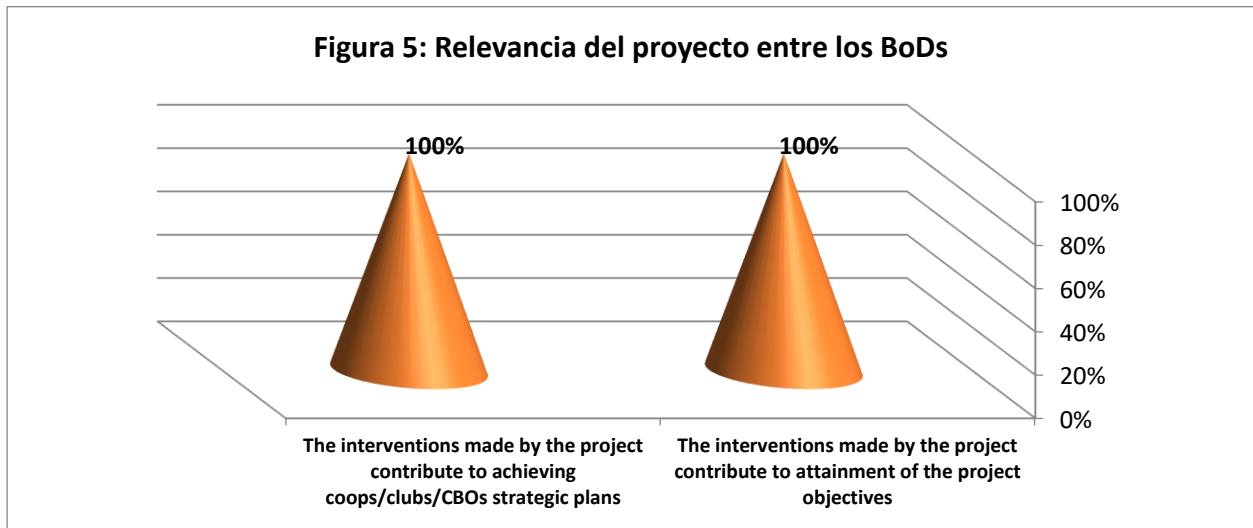 Figura 5: Relevancia del proyecto entre los BoDs
100%
100%
100%
80%
60%
40%
20%
0%
The interventions made by the project
contribute to achieving
coops/clubs/CBOs strategic plans
The interventions made by the project
contribute to attainment of the project
objectives